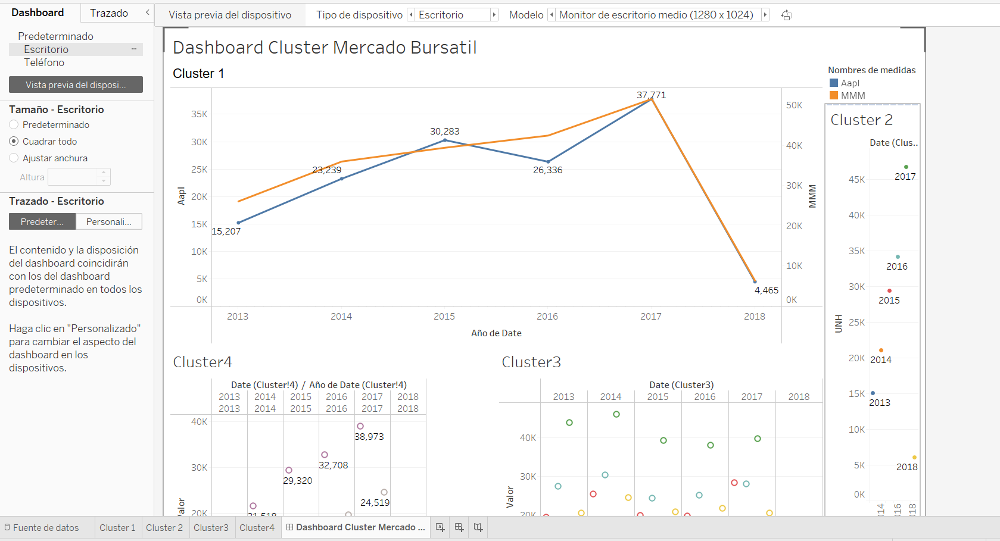 Dashboard
Trazado
Vista previa del dispositivo
Tipo de dispositivo
Escritorio
Modelo
Monitor de escritorio medio (1280 x 1024)
Predeterminado
Escritorio
Teléfono
Vista previa del disposi...
Tamaño - Escritorio
Predeterminado
Cuadrar todo
Ajustar anchura
Altura
Trazado - Escritorio
Predeter...
Personali...
El contenido y la disposición
del dashboard coincidirán
con los del dashboard
predeterminado en todos los
dispositivos.
Haga clic en "Personalizado"
para cambiar el aspecto del
dashboard en los
dispositivos.
Dashboard Cluster Mercado Bursatil
Cluster 1
Aapl
35K
30K
25K
20K
15K
10K
5K
0K
15,207
23,239
30,283
26,336
37,771
4,465
50K
40K
30K
20K
10K
0K
MMM
2013 2014 2015 2016 2017 2018
Año de Date
Nombres de medidas
Aapl
MMM
Cluster 2
Date (Clus..
UNH
45K
40K
35K
30K
25K
20K
15K
10K
5K
0K
2017
2016
2015
2014
2013
2018
Cluster4
Date (Cluster!4) / Año de Date (Cluster!4)
2013 2014 2015 2016 2017 2018
2013 2014 2015 2016 2017 2018
40K
30K
20K
38,973
32,708
29,320
24,519
21,518
Cluster3
Date (Cluster3)
2013 2014 2015 2016 2017 2018
Valor
40K
30K
20K
Fuente de datos
Cluster 1
Cluster 2
Cluster3
Cluster4
Dashboard Cluster Mercado ...